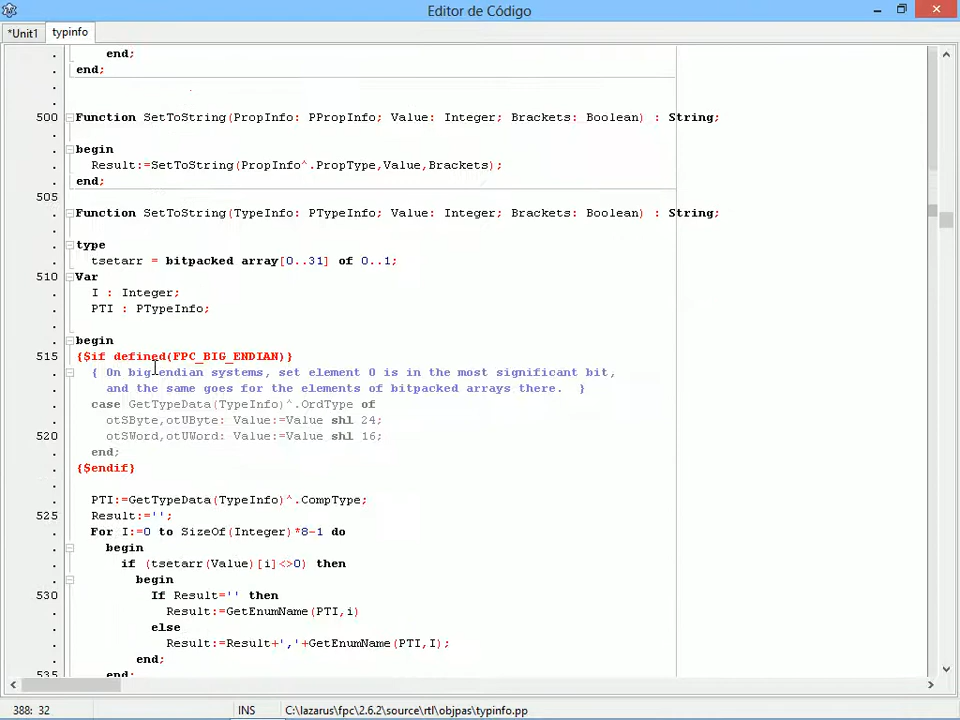 Editor de Código
*Unit1 typinfo
end;
end;
500 Function SetToString(PropInfo: PPropInfo; Value: Integer; Brackets: Boolean) : String;
begin
Result:=SetToString(PropInfo^.PropType,Value,Brackets);
end;
505
Function SetToString(TypeInfo: PTypeInfo; Value: Integer; Brackets: Boolean) : String;
type
tsetarr = bitpacked array[0..31] of 0..1;
510 Var
I : Integer;
PTI : PTypeInfo;
begin
515 {$if defined(FPC_BIG_ENDIAN)}
{ On big endian systems, set element 0 is in the most significant bit,
and the same goes for the elements of bitpacked arrays there. }
case GetTypeData(TypeInfo)^.OrdType of
otSByte,otUByte: Value:=Value shl 24;
520 otSWord,otUWord: Value:=Value shl 16;
end;
{$endif}
PTI:=GetTypeData(TypeInfo)^.CompType;
525 Result:='';
For I:=0 to SizeOf(Integer)*8-1 do
begin
if (tsetarr(Value)[i]<>0) then
begin
530 If Result='' then
Result:=GetEnumName(PTI,i)
else
Result:=Result+','+GetEnumName(PTI,I);
end;
535 end;
388: 32 INS C:\lazarus\fpc\2.6.2\source\rtl\objpas\typinfo.pp